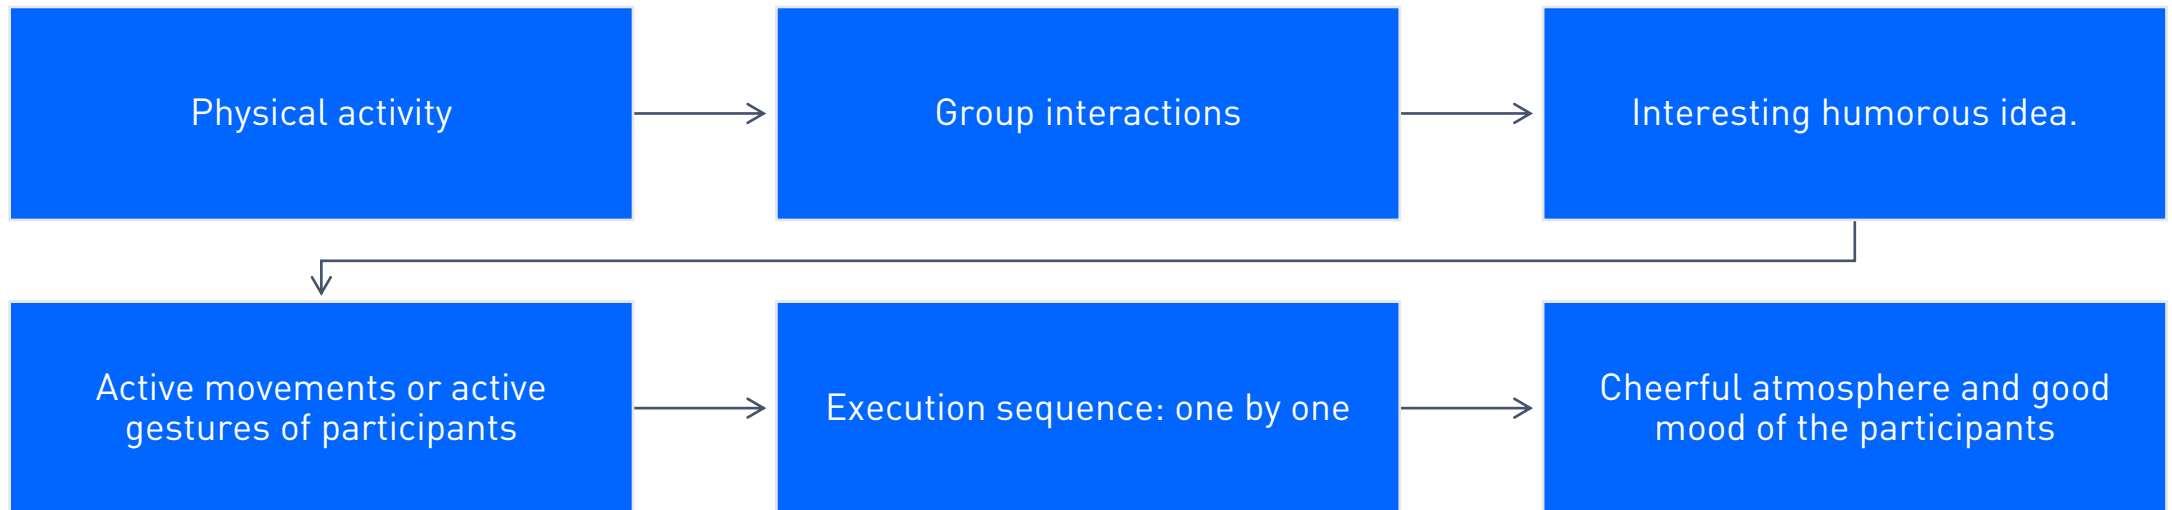 Physical activity
Group interactions
Interesting humorous idea.
Active movements or active
gestures of participants
Execution sequence: one by one
Cheerful atmosphere and good
mood of the participants